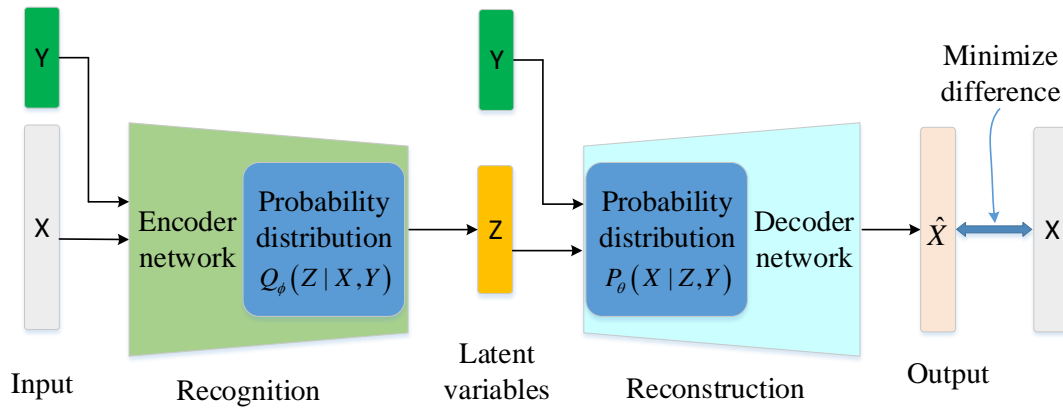 Y
X
Input
Encoder
network
Probability
distribution
Q_ϕ(Z | X,Y)
Recognition
Y
Z
Latent
variables
Probability
distribution
P_θ(X | Z,Y)
Decoder
network
Reconstruction
Minimize
difference
X̂
X
Output